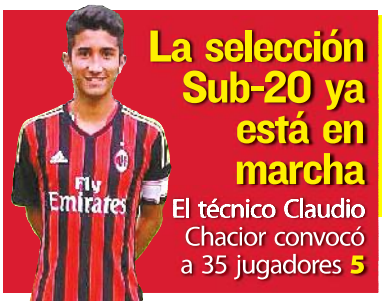 La selección
Sub-20 ya
está en
marcha
El técnico Claudio
Chacior convocó
a 35 jugadores 5
adidas
Fly
Emirates